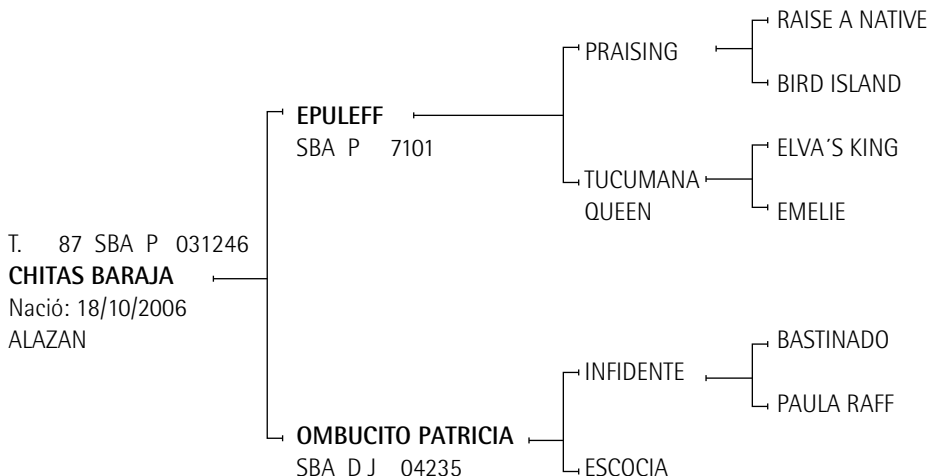 RAISE A NATIVE
PRAISING
BIRD ISLAND
EPULEFF
SBA P 7101
ELVA´S KING
TUCUMANA
QUEEN
EMELIE
T. 87 SBA P 031246
CHITAS BARAJA
Nació: 18/10/2006
ALAZAN
BASTINADO
INFIDENTE
PAULA RAFF
OMBUCITO PATRICIA
SBA D J 04235
ESCOCIA